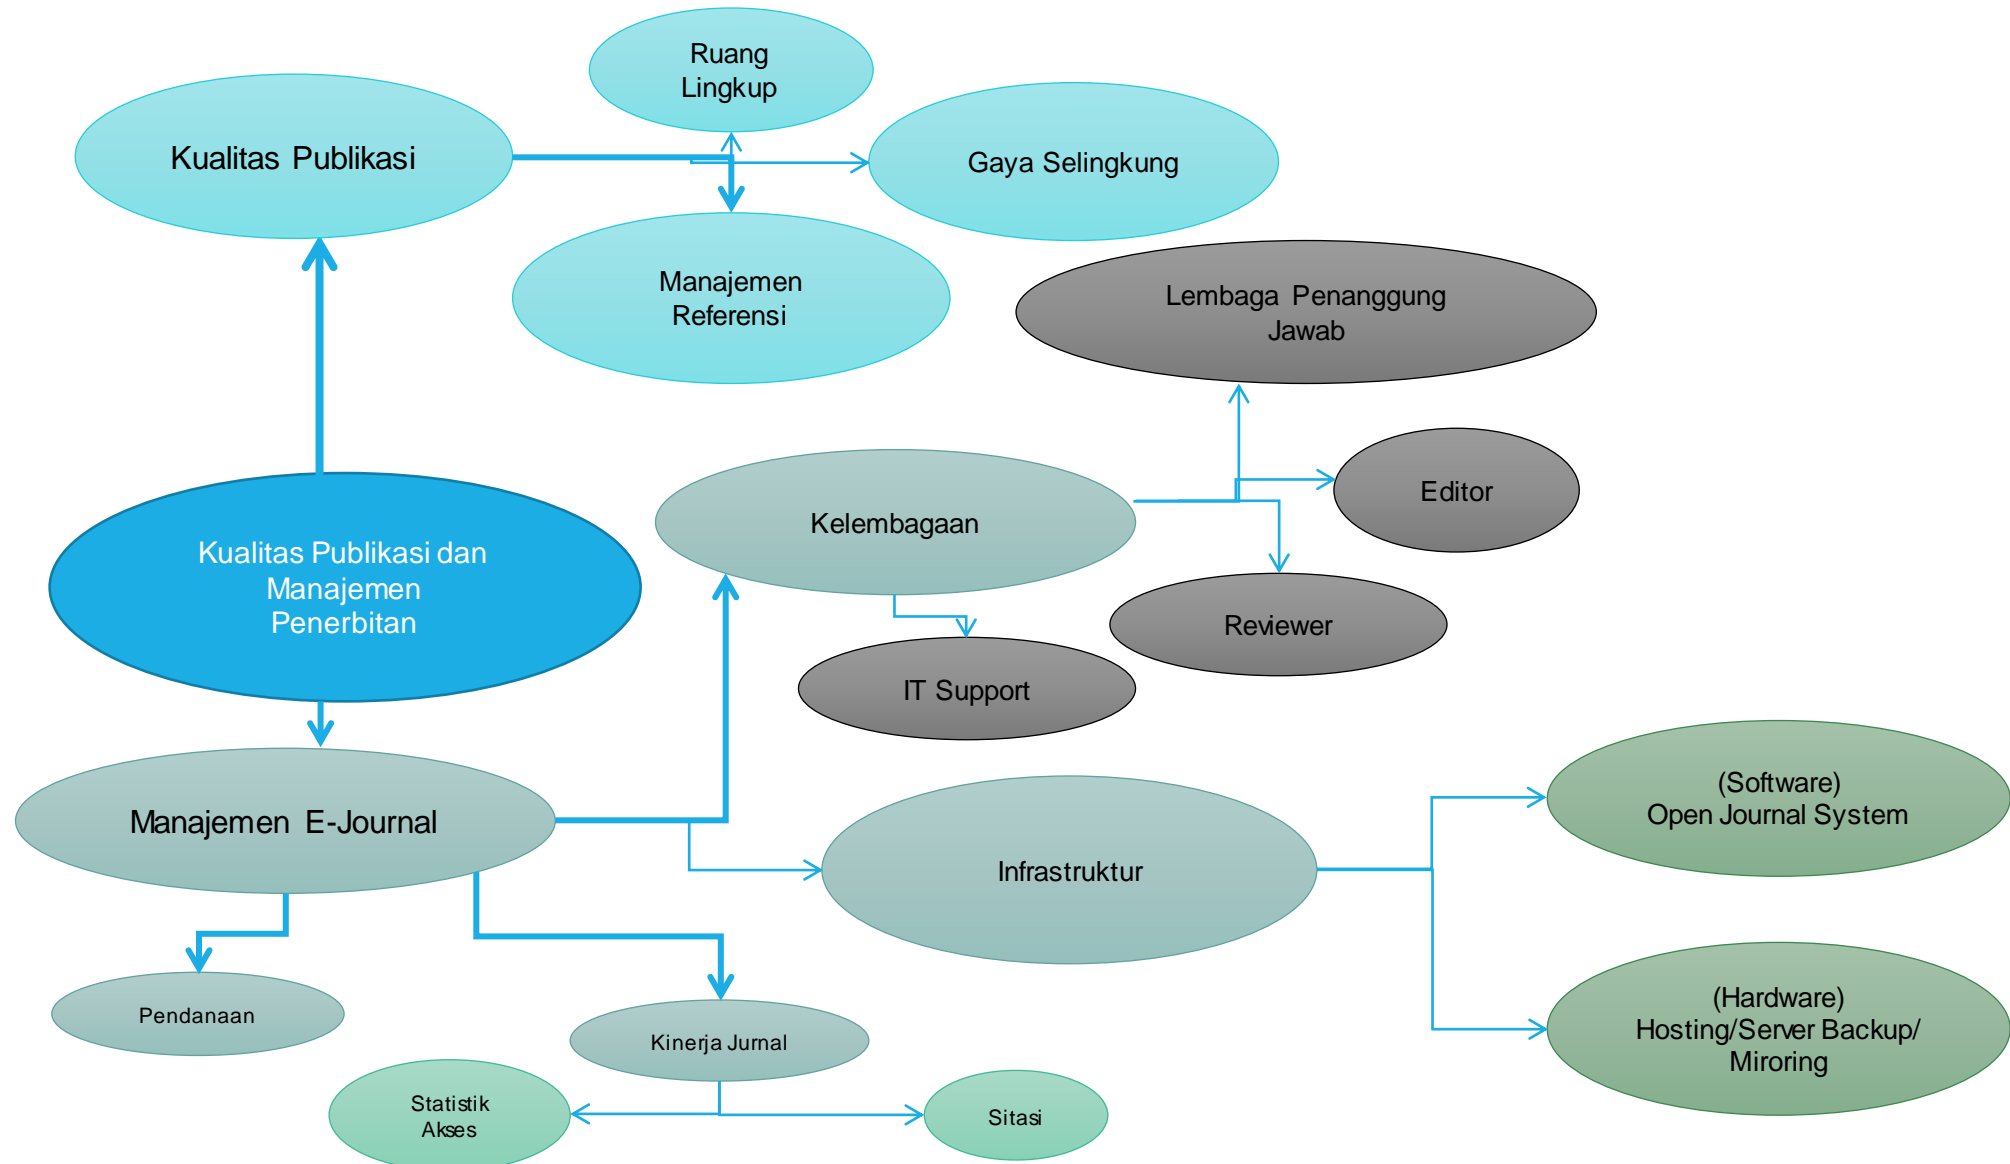 Ruang
Lingkup
Kualitas Publikasi
Gaya Selingkung
Manajemen
Referensi
Lembaga Penanggung
Jawab
Editor
Kelembagaan
Kualitas Publikasi dan
Manajemen
Penerbitan
Reviewer
IT Support
(Software)
Open Journal System
Manajemen E-Journal
Infrastruktur
(Hardware)
Hosting/Server Backup/
Miroring
Pendanaan
Kinerja Jurnal
Statistik
Akses
Sitasi